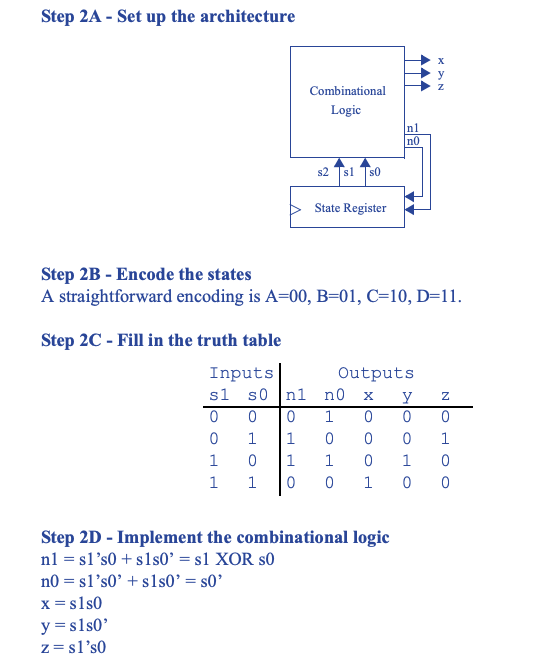 Step 2A - Set up the architecture
x
y
z
Combinational
Logic
n1
n0
s2 s1 s0
State Register
Step 2B - Encode the states
A straightforward encoding is A=00, B=01, C=10, D=11.
Step 2C - Fill in the truth table
Inputs Outputs
s1 s0 n1 n0 x y z
0 0 0 1 0 0 0
0 1 1 0 0 0 1
1 0 1 1 0 1 0
1 1 0 0 1 0 0
Step 2D - Implement the combinational logic
n1 = s1’s0 + s1s0’ = s1 XOR s0
n0 = s1’s0’ + s1s0’ = s0’
x = s1s0
y = s1s0’
z = s1’s0